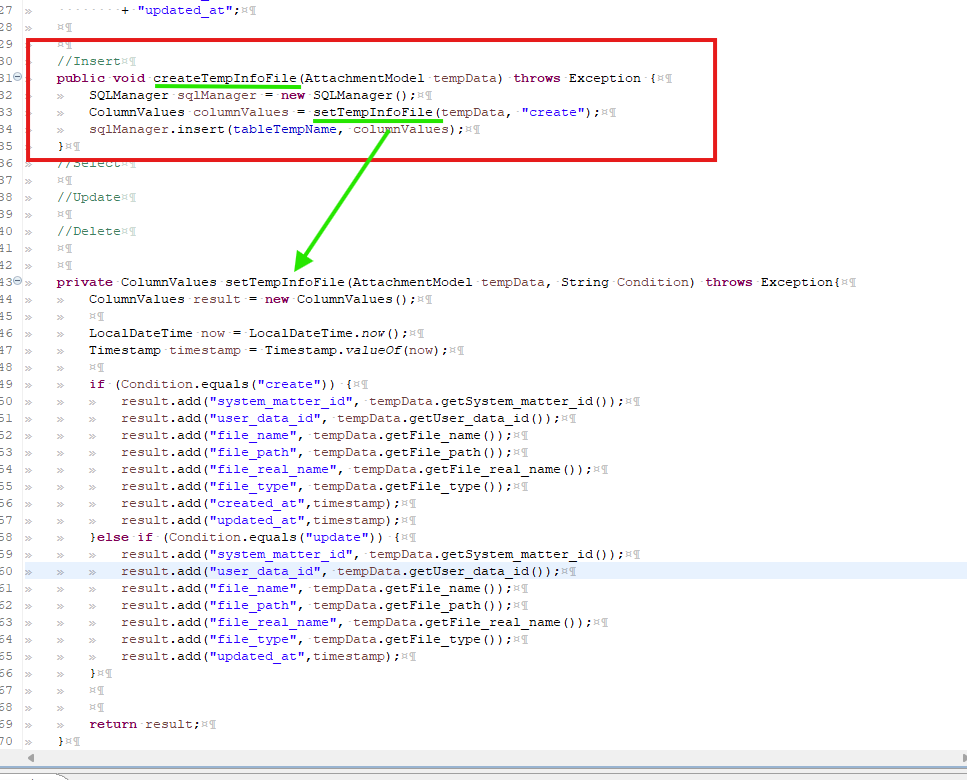 27 + "updated_at";
28
29
30 //Insert
31 public void createTempInfoFile(AttachmentModel tempData) throws Exception {
32 SQLManager sqlManager = new SQLManager();
33 ColumnValues columnValues = setTempInfoFile(tempData, "create");
34 sqlManager.insert(tableTempName, columnValues);
35 }
36 //Select
37
38 //Update
39
40 //Delete
41
42
43 private ColumnValues setTempInfoFile(AttachmentModel tempData, String Condition) throws Exception{
44 ColumnValues result = new ColumnValues();
45
46 LocalDateTime now = LocalDateTime.now();
47 Timestamp timestamp = Timestamp.valueOf(now);
48
49 if (Condition.equals("create")) {
50 result.add("system_matter_id", tempData.getSystem_matter_id());
51 result.add("user_data_id", tempData.getUser_data_id());
52 result.add("file_name", tempData.getFile_name());
53 result.add("file_path", tempData.getFile_path());
54 result.add("file_real_name", tempData.getFile_real_name());
55 result.add("file_type", tempData.getFile_type());
56 result.add("created_at",timestamp);
57 result.add("updated_at",timestamp);
58 }else if (Condition.equals("update")) {
59 result.add("system_matter_id", tempData.getSystem_matter_id());
60 result.add("user_data_id", tempData.getUser_data_id());
61 result.add("file_name", tempData.getFile_name());
62 result.add("file_path", tempData.getFile_path());
63 result.add("file_real_name", tempData.getFile_real_name());
64 result.add("file_type", tempData.getFile_type());
65 result.add("updated_at",timestamp);
66 }
67
68
69 return result;
70 }